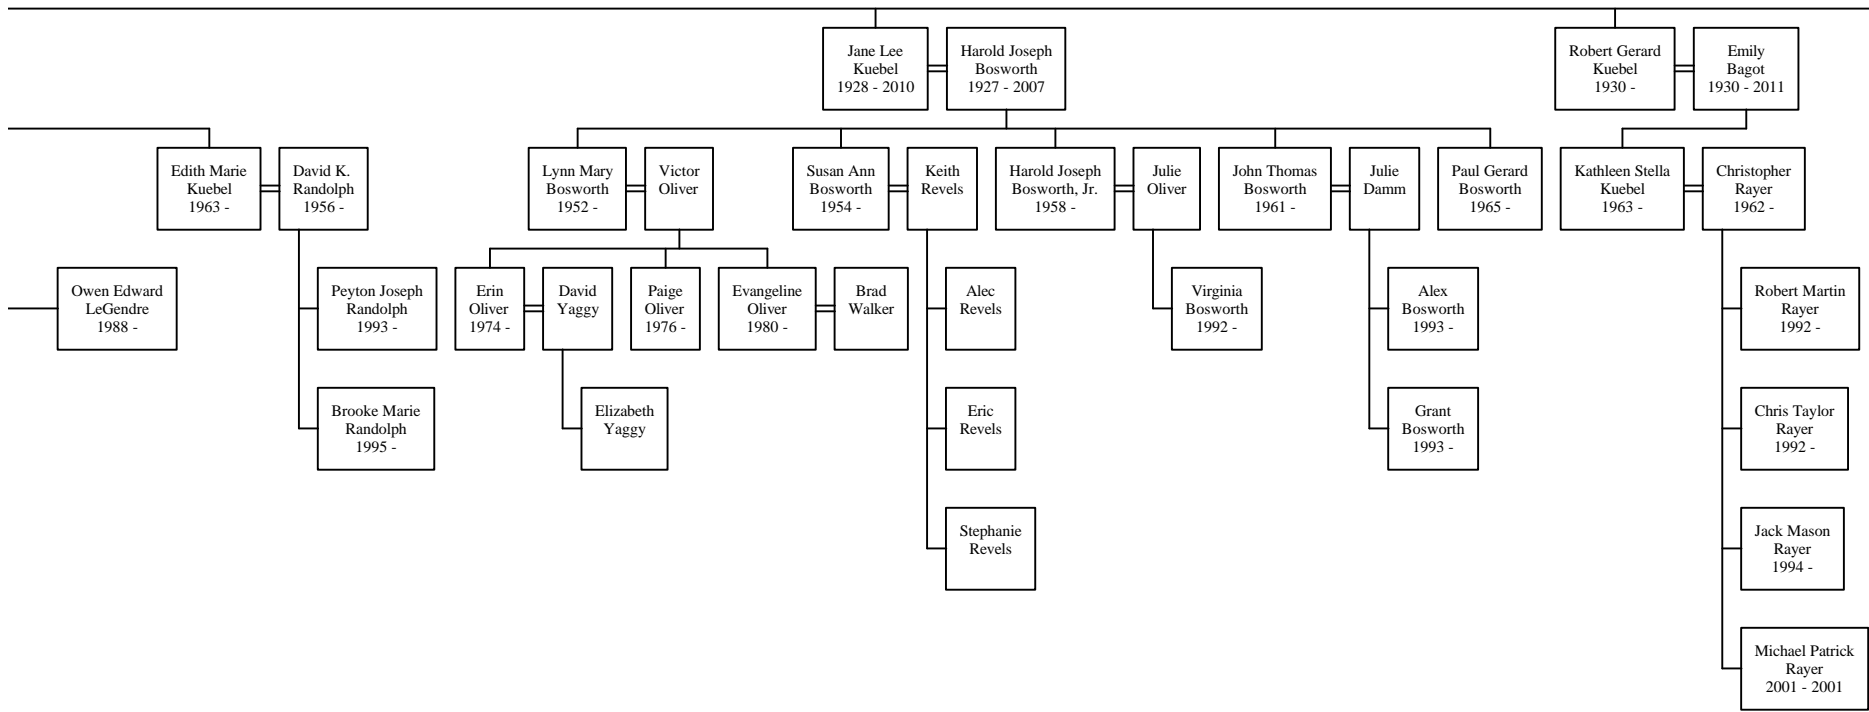 Jane Lee
Kuebel
1928 - 2010
Harold Joseph
Bosworth
1927 - 2007
Robert Gerard
Kuebel
1930 -
Emily
Bagot
1930 - 2011
Edith Marie
Kuebel
1963 -
David K.
Randolph
1956 -
Lynn Mary
Bosworth
1952 -
Victor
Oliver
Susan Ann
Bosworth
1954 -
Keith
Revels
Harold Joseph
Bosworth, Jr.
1958 -
Julie
Oliver
John Thomas
Bosworth
1961 -
Julie
Damm
Paul Gerard
Bosworth
1965 -
Kathleen Stella
Kuebel
1963 -
Christopher
Rayer
1962 -
Owen Edward
LeGendre
1988 -
Peyton Joseph
Randolph
1993 -
Erin
Oliver
1974 -
David
Yaggy
Paige
Oliver
1976 -
Evangeline
Oliver
1980 -
Brad
Walker
Alec
Revels
Virginia
Bosworth
1992 -
Alex
Bosworth
1993 -
Robert Martin
Rayer
1992 -
Brooke Marie
Randolph
1995 -
Elizabeth
Yaggy
Eric
Revels
Grant
Bosworth
1993 -
Chris Taylor
Rayer
1992 -
Stephanie
Revels
Jack Mason
Rayer
1994 -
Michael Patrick
Rayer
2001 - 2001